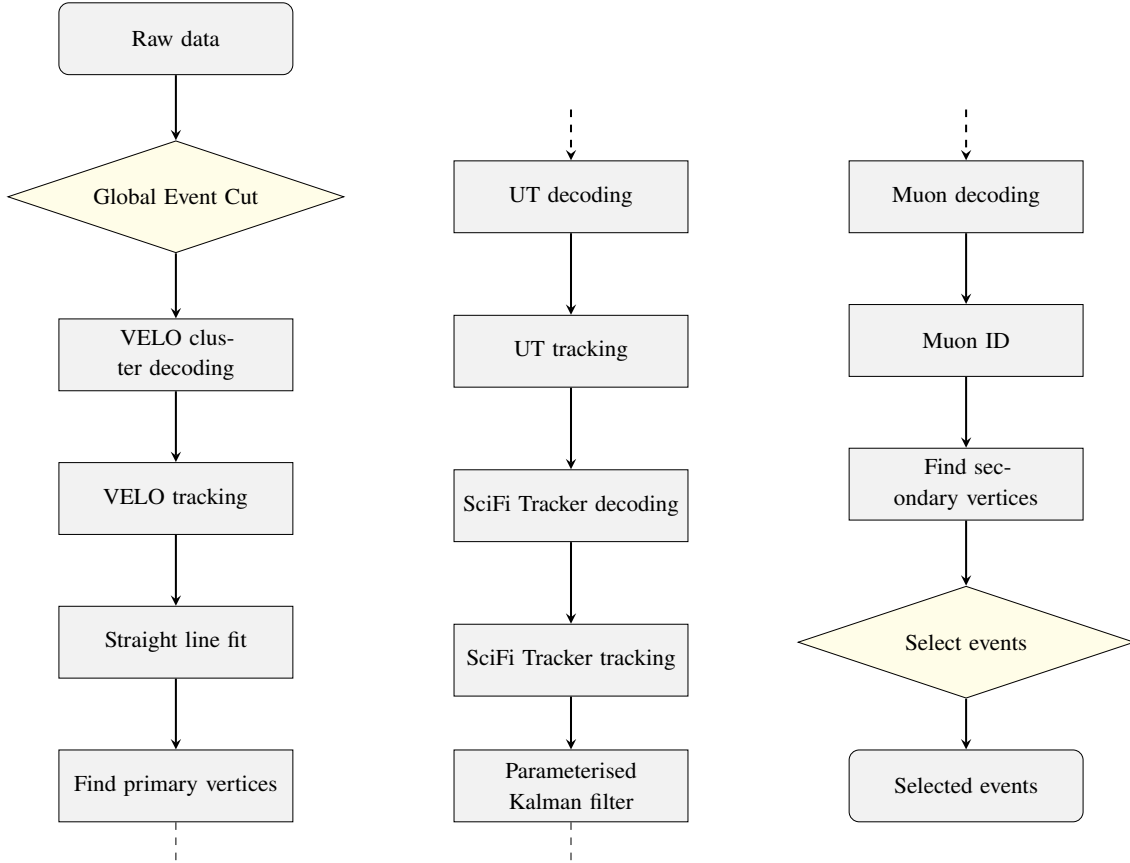 Raw data
Global Event Cut
VELO clus-
ter decoding
VELO tracking
Straight line fit
Find primary vertices
UT decoding
UT tracking
SciFi Tracker decoding
SciFi Tracker tracking
Parameterised
Kalman filter
Muon decoding
Muon ID
Find sec-
ondary vertices
Select events
Selected events